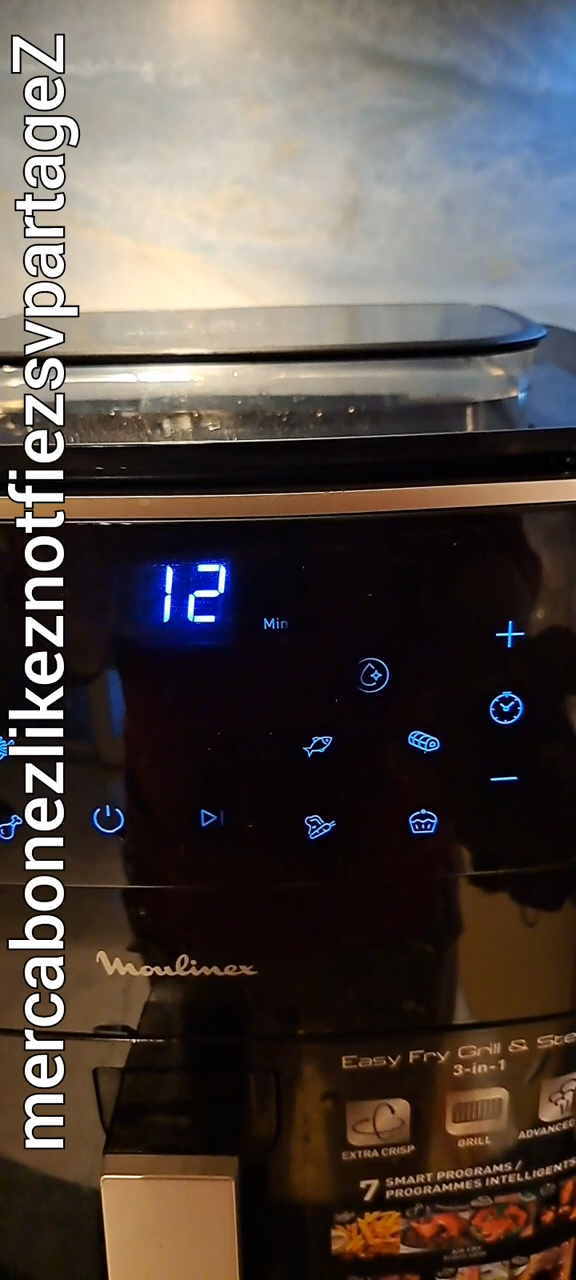 mercabonezlikeznotfiezsvpartageZ
12
Min
Moulinex
Easy Fry Grill & Ste
3-in-1
EXTRA CRISP
GRILL
ADVANCED
7 SMART PROGRAMS /
PROGRAMMES INTELLIGENTS